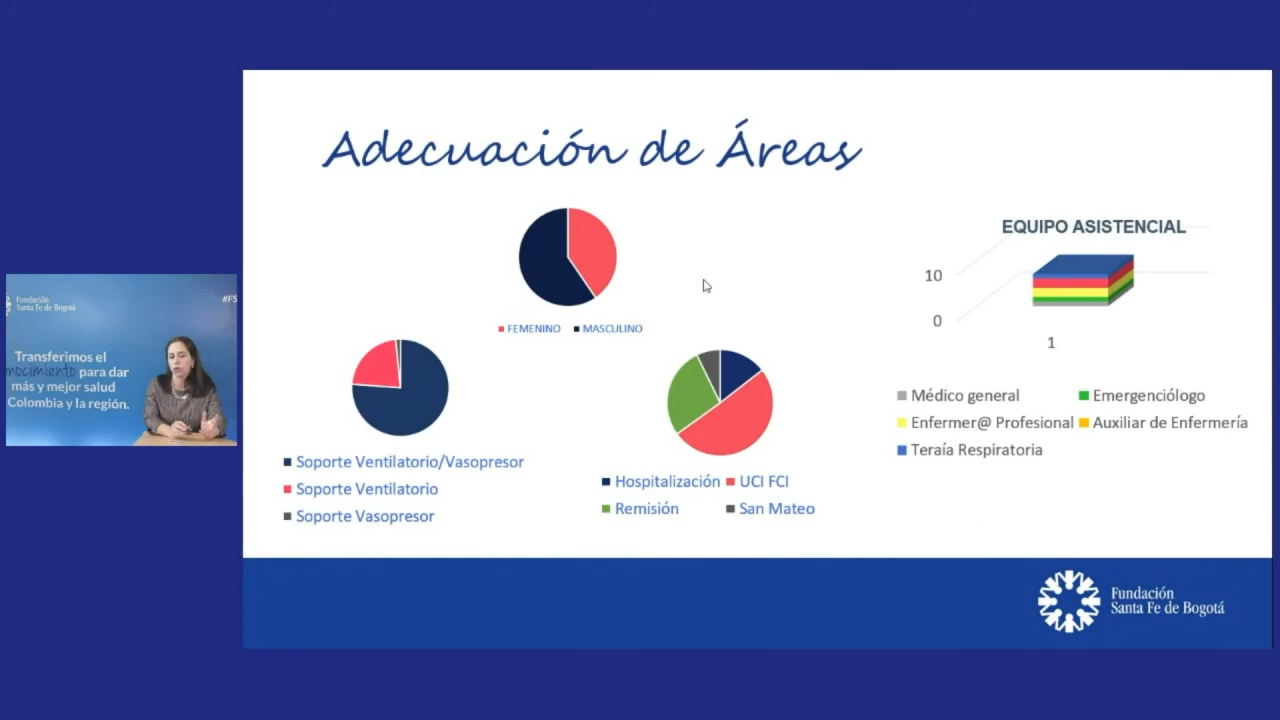 Adecuación de Áreas
FEMENINO MASCULINO
Soporte Ventilatorio/Vasopresor
Soporte Ventilatorio
Soporte Vasopresor
Hospitalización UCI FCI
Remisión San Mateo
EQUIPO ASISTENCIAL
10
0
1
Médico general Emergenciólogo
Enfermer@ Profesional Auxiliar de Enfermería
Teraía Respiratoria
Fundación
Santa Fe de Bogotá
Fundación
Santa Fe de Bogotá
#FS
Transferimos el
nocimiento para dar
más y mejor salud
Colombia y la región.